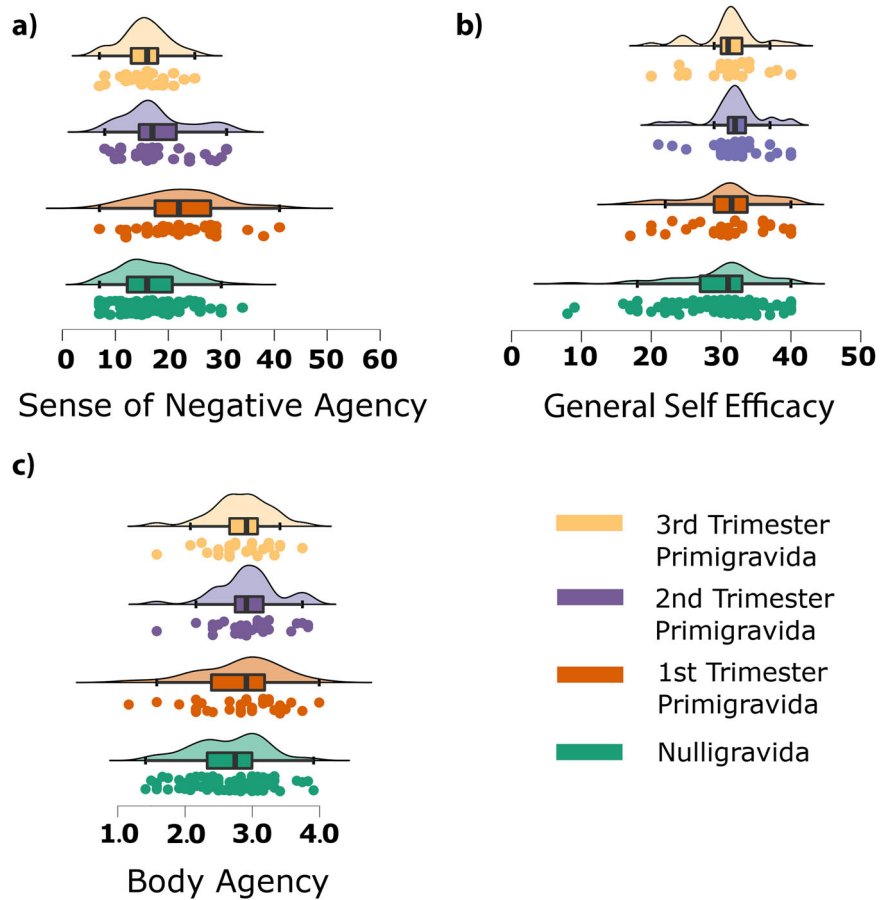 a)
b)
0 10 20 30 40 50 60
Sense of Negative Agency
0 10 20 30 40 50
General Self Efficacy
c)
1.0 2.0 3.0 4.0
Body Agency
3rd Trimester
Primigravida
2nd Trimester
Primigravida
1st Trimester
Primigravida
Nulligravida